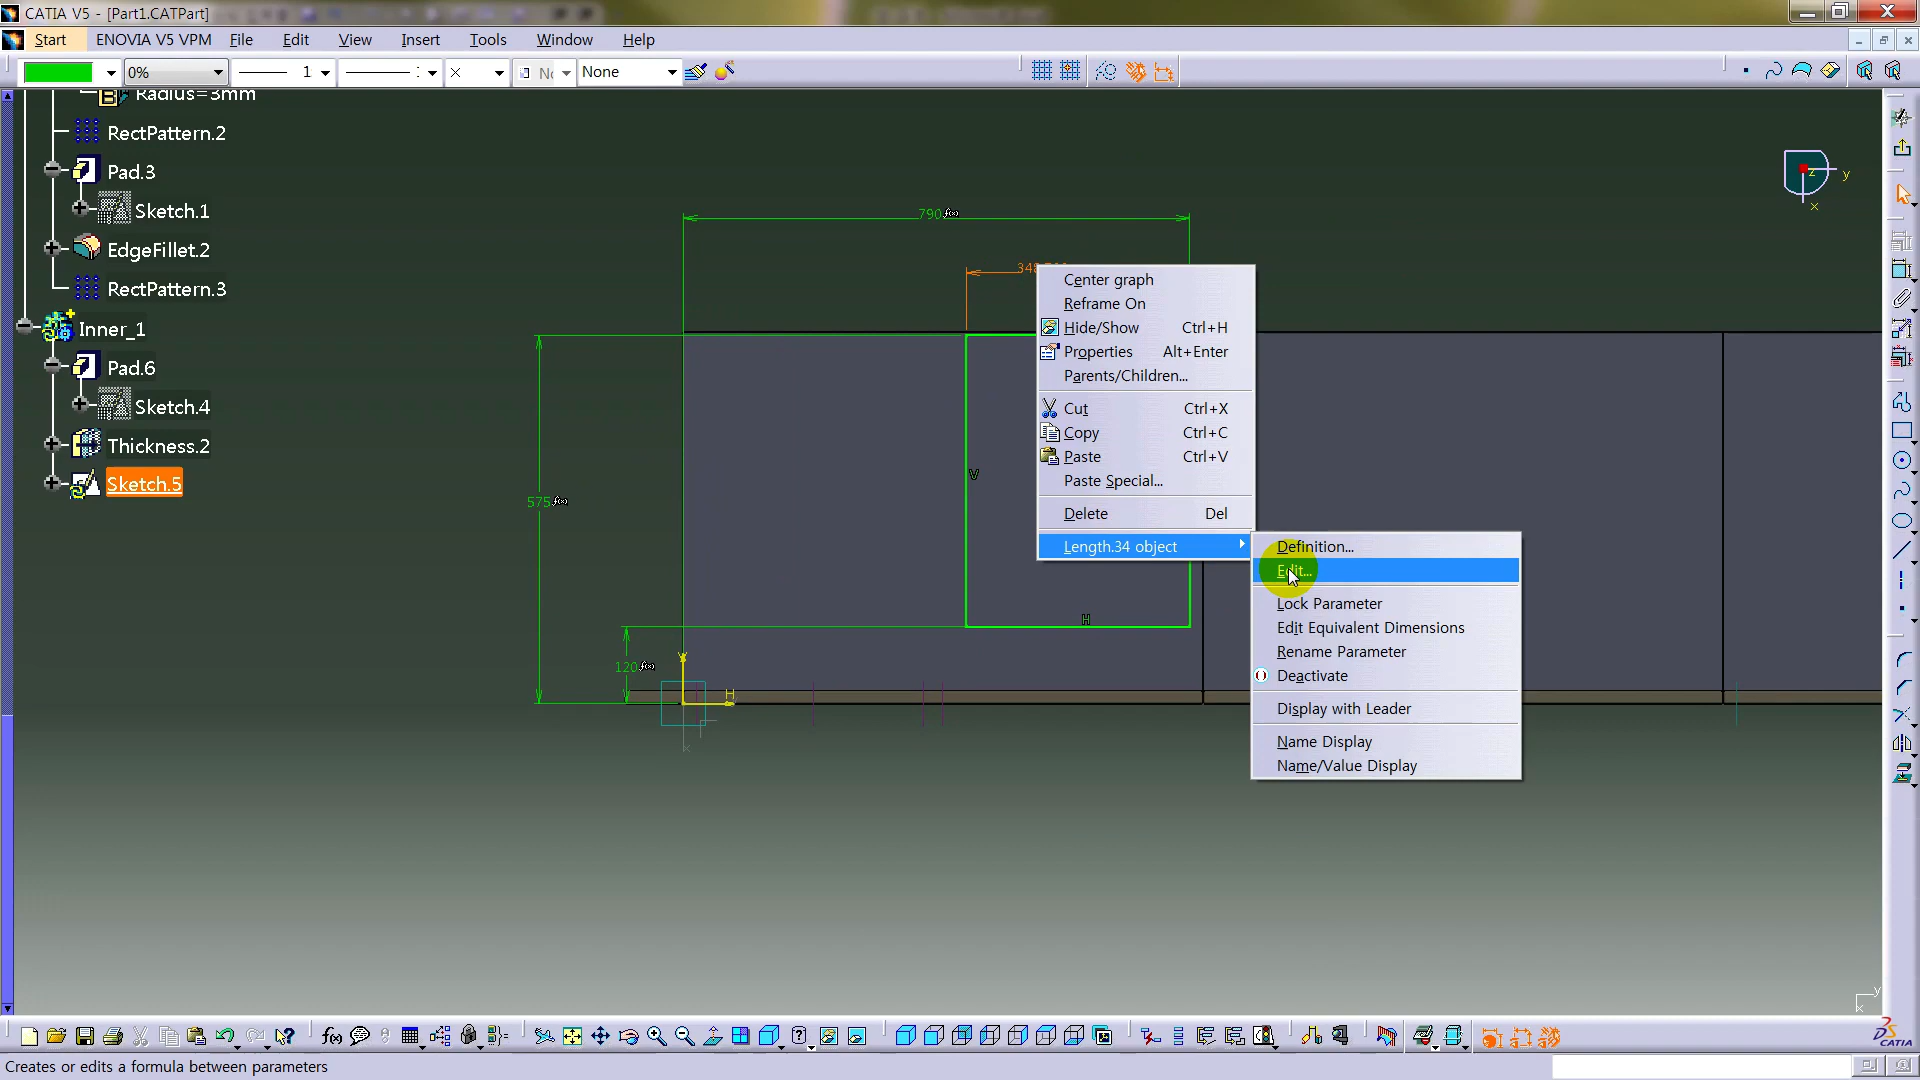 CATIA V5 - [Part1.CATPart]
Start
ENOVIA V5 VPM
File
Edit
View
Insert
Tools
Window
Help
0%
1
None
Radius=3mm
RectPattern.2
Pad.3
Sketch.1
EdgeFillet.2
RectPattern.3
Inner_1
Pad.6
Sketch.4
Thickness.2
Sketch.5
790 f(x)
575 f(x)
120 f(x)
V
H
V
H
x
z
y
x
Center graph
Reframe On
Hide/Show Ctrl+H
Properties Alt+Enter
Parents/Children...
Cut Ctrl+X
Copy Ctrl+C
Paste Ctrl+V
Paste Special...
Delete Del
Length.34 object
Definition...
Edit...
Lock Parameter
Edit Equivalent Dimensions
Rename Parameter
Deactivate
Display with Leader
Name Display
Name/Value Display
y
x
CATIA
Creates or edits a formula between parameters